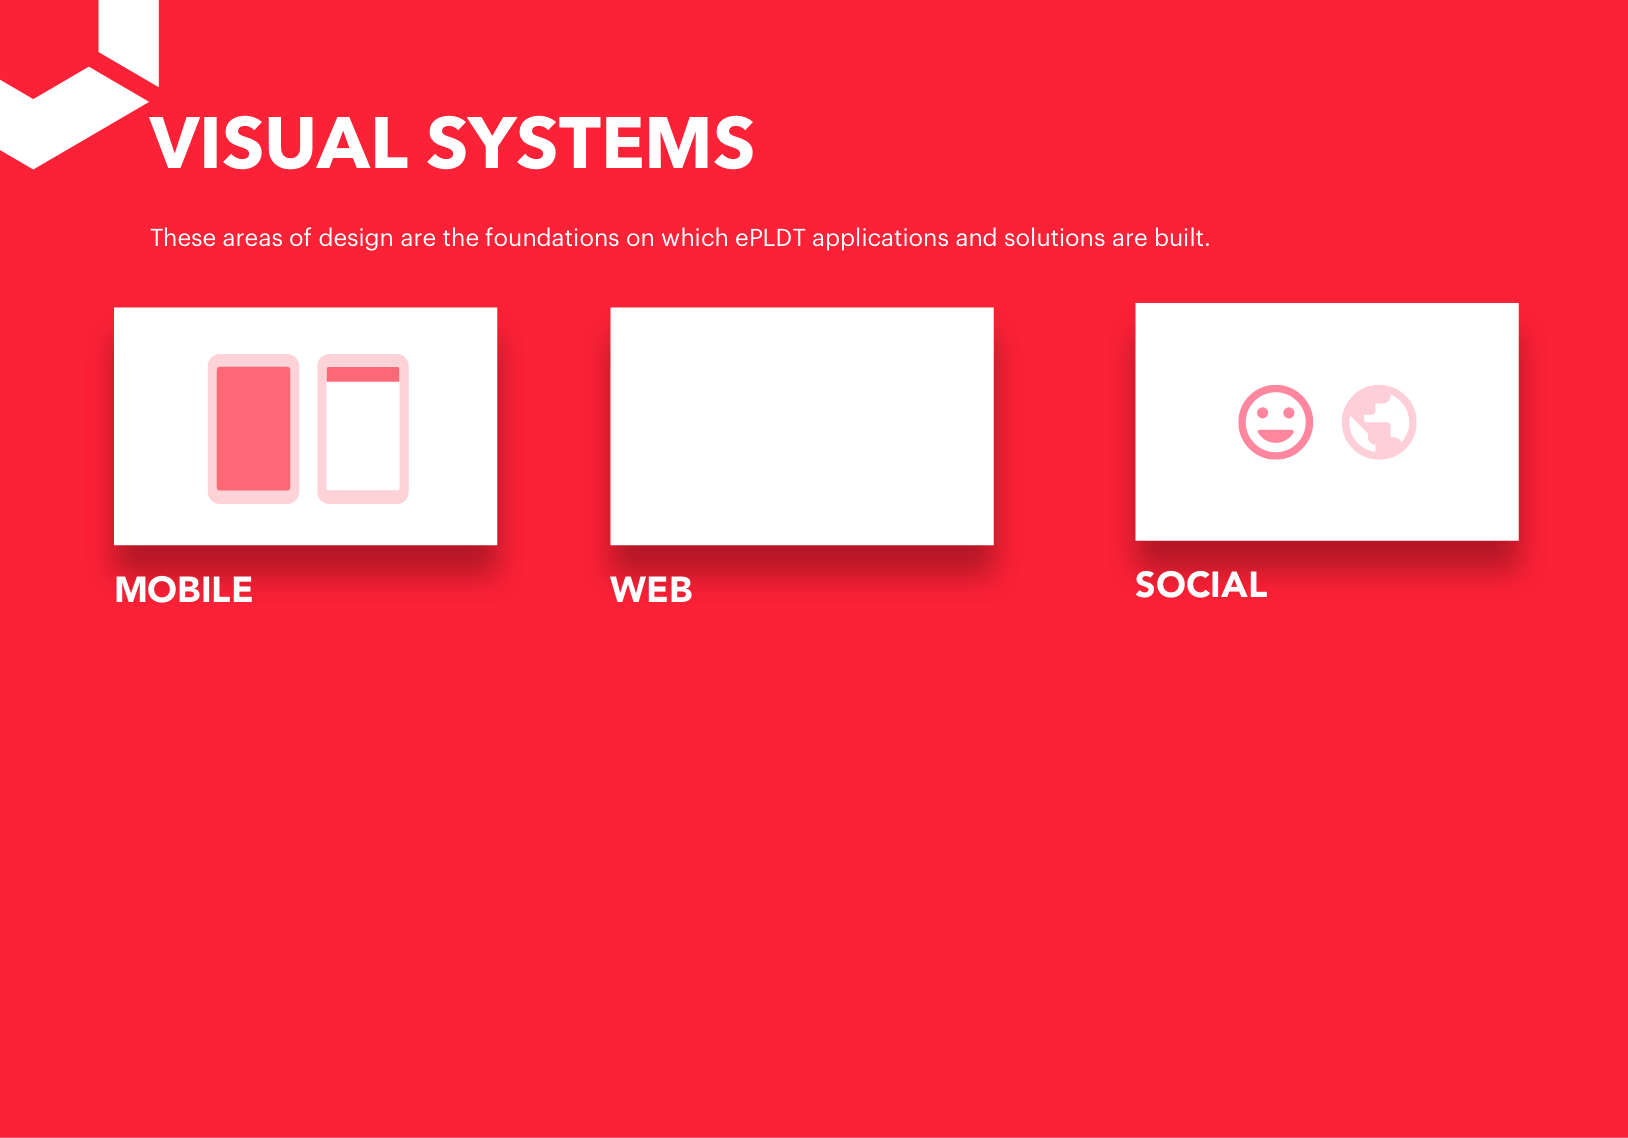 VISUAL SYSTEMS
These areas of design are the foundations on which ePLDT applications and solutions are built.
MOBILE
WEB
SOCIAL